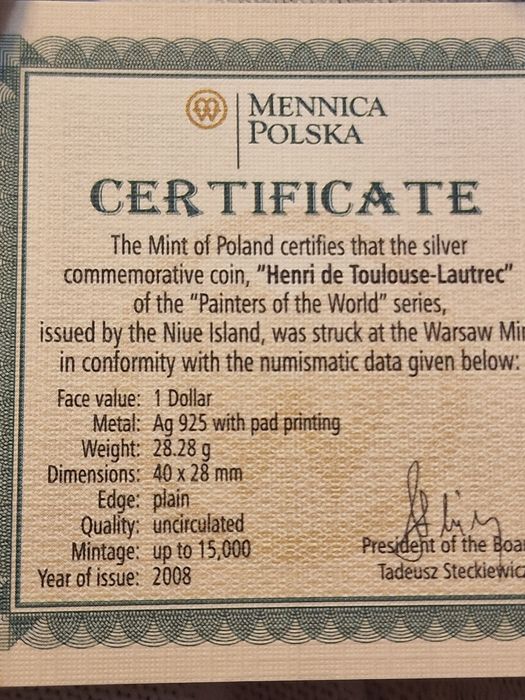 MENNICA
POLSKA
CERTIFICATE
The Mint of Poland certifies that the silver
commemorative coin, "Henri de Toulouse-Lautrec"
of the "Painters of the World" series,
issued by the Niue Island, was struck at the Warsaw Min
in conformity with the numismatic data given below:
Face value: 1 Dollar
Metal: Ag 925 with pad printing
Weight: 28.28 g
Dimensions: 40 x 28 mm
Edge: plain
Quality: uncirculated
Mintage: up to 15,000
Year of issue: 2008
President of the Boar
Tadeusz Steckiewicz